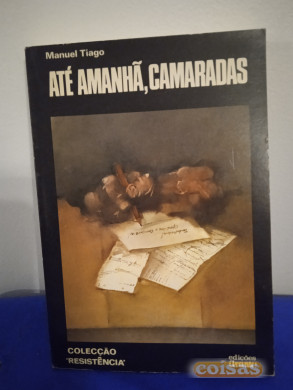 Manuel Tiago
ATÉ AMANHÃ, CAMARADAS
COLECÇÃO
'RESISTÊNCIA'
edições
coisas